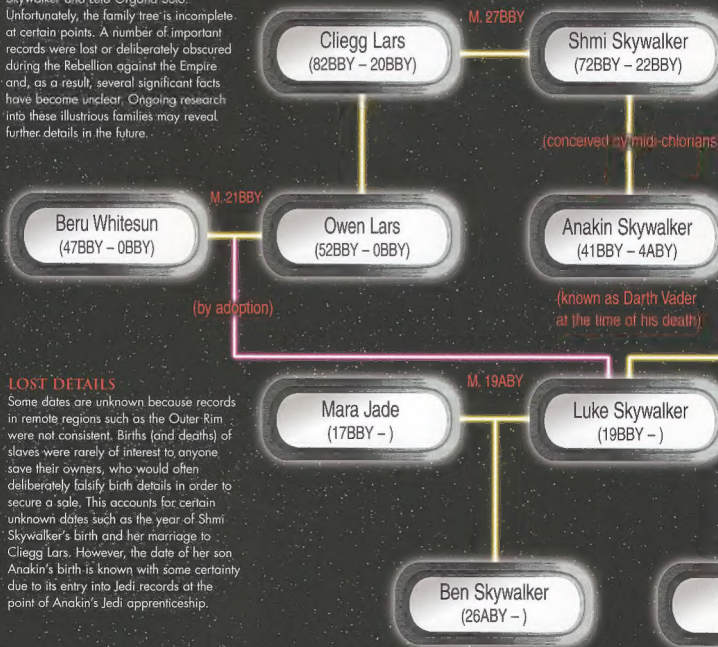 Skywalker and Leia Organa Solo.
Unfortunately, the family tree is incomplete
at certain points. A number of important
records were lost or deliberately obscured
during the Rebellion against the Empire
and, as a result, several significant facts
have become unclear. Ongoing research
into these illustrious families may reveal
further details in the future.
M. 27BBY
Cliegg Lars
(82BBY – 20BBY)
Shmi Skywalker
(72BBY – 22BBY)
(conceived by midi-chlorians
M. 21BBY
Beru Whitesun
(47BBY – 0BBY)
Owen Lars
(52BBY – 0BBY)
Anakin Skywalker
(41BBY – 4ABY)
(by adoption)
(known as Darth Vader
at the time of his death)
LOST DETAILS
Some dates are unknown because records
in remote regions such as the Outer Rim
were not consistent. Births (and deaths) of
slaves were rarely of interest to anyone
save their owners, who would often
deliberately falsify birth details in order to
secure a sale. This accounts for certain
unknown dates such as the year of Shmi
Skywalker's birth and her marriage to
Cliegg Lars. However, the date of her son
Anakin's birth is known with some certainty
due to its entry into Jedi records at the
point of Anakin's Jedi apprenticeship.
M. 19ABY
Mara Jade
(17BBY – )
Luke Skywalker
(19BBY – )
Ben Skywalker
(26ABY – )